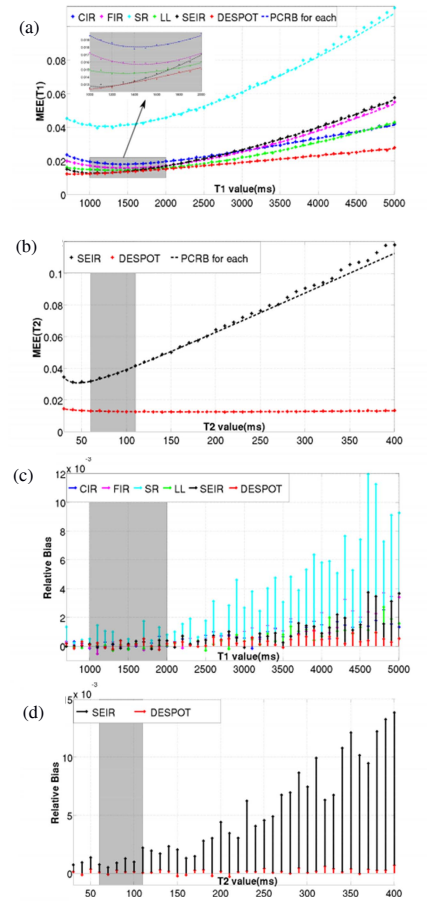 (a)
CIR FIR SR LL SEIR DESPOT PCRB for each
MEE(T1)
0.1
0.08
0.06
0.04
0.02
0
1000 1500 2000 2500 3000 3500 4000 4500 5000
T1 value(ms)
(b)
SEIR DESPOT PCRB for each
MEE(T2)
0.1
0.08
0.06
0.04
0.02
0
50 100 150 200 250 300 350 400
T2 value(ms)
(c)
x 10
-3
CIR FIR SR LL SEIR DESPOT
Relative Bias
12
10
8
6
4
2
0
1000 1500 2000 2500 3000 3500 4000 4500 5000
T1 value(ms)
(d)
x 10
-3
SEIR DESPOT
Relative Bias
15
10
5
0
50 100 150 200 250 300 350 400
T2 value(ms)